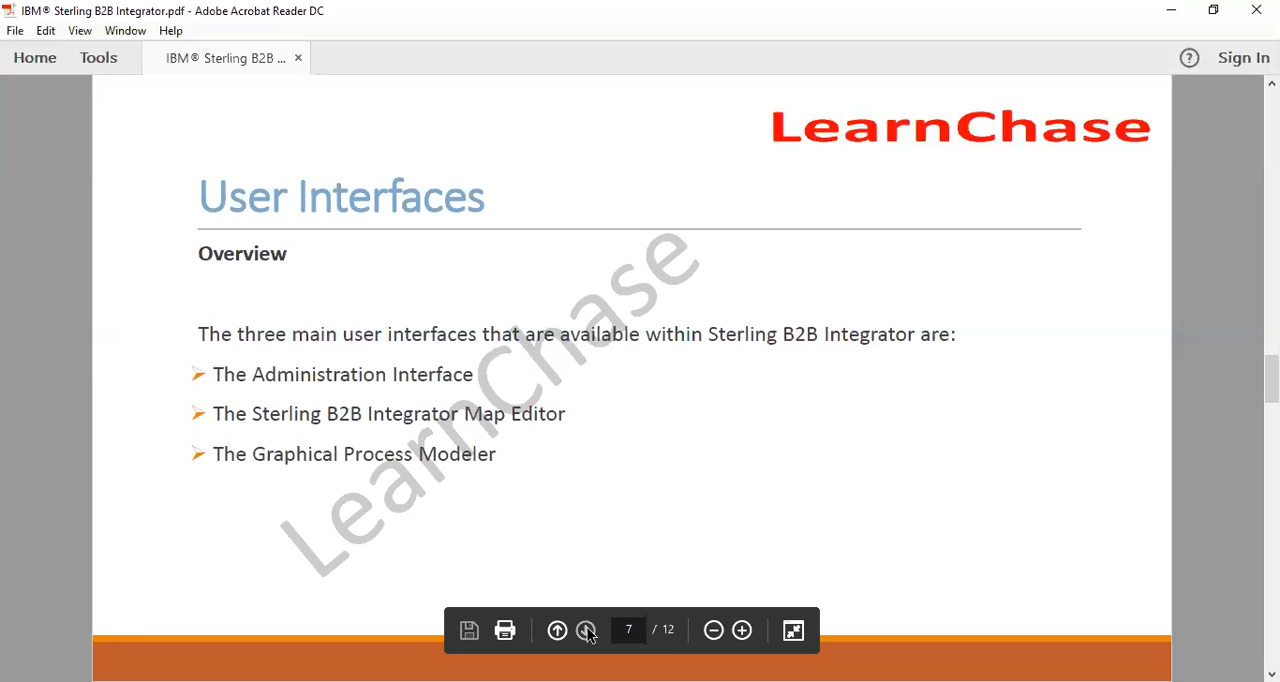 IBM® Sterling B2B Integrator.pdf - Adobe Acrobat Reader DC
File Edit View Window Help
Home Tools IBM® Sterling B2B ... × ? Sign In
LearnChase
User Interfaces
Overview
The three main user interfaces that are available within Sterling B2B Integrator are:
The Administration Interface
The Sterling B2B Integrator Map Editor
The Graphical Process Modeler
LearnChase
7 / 12